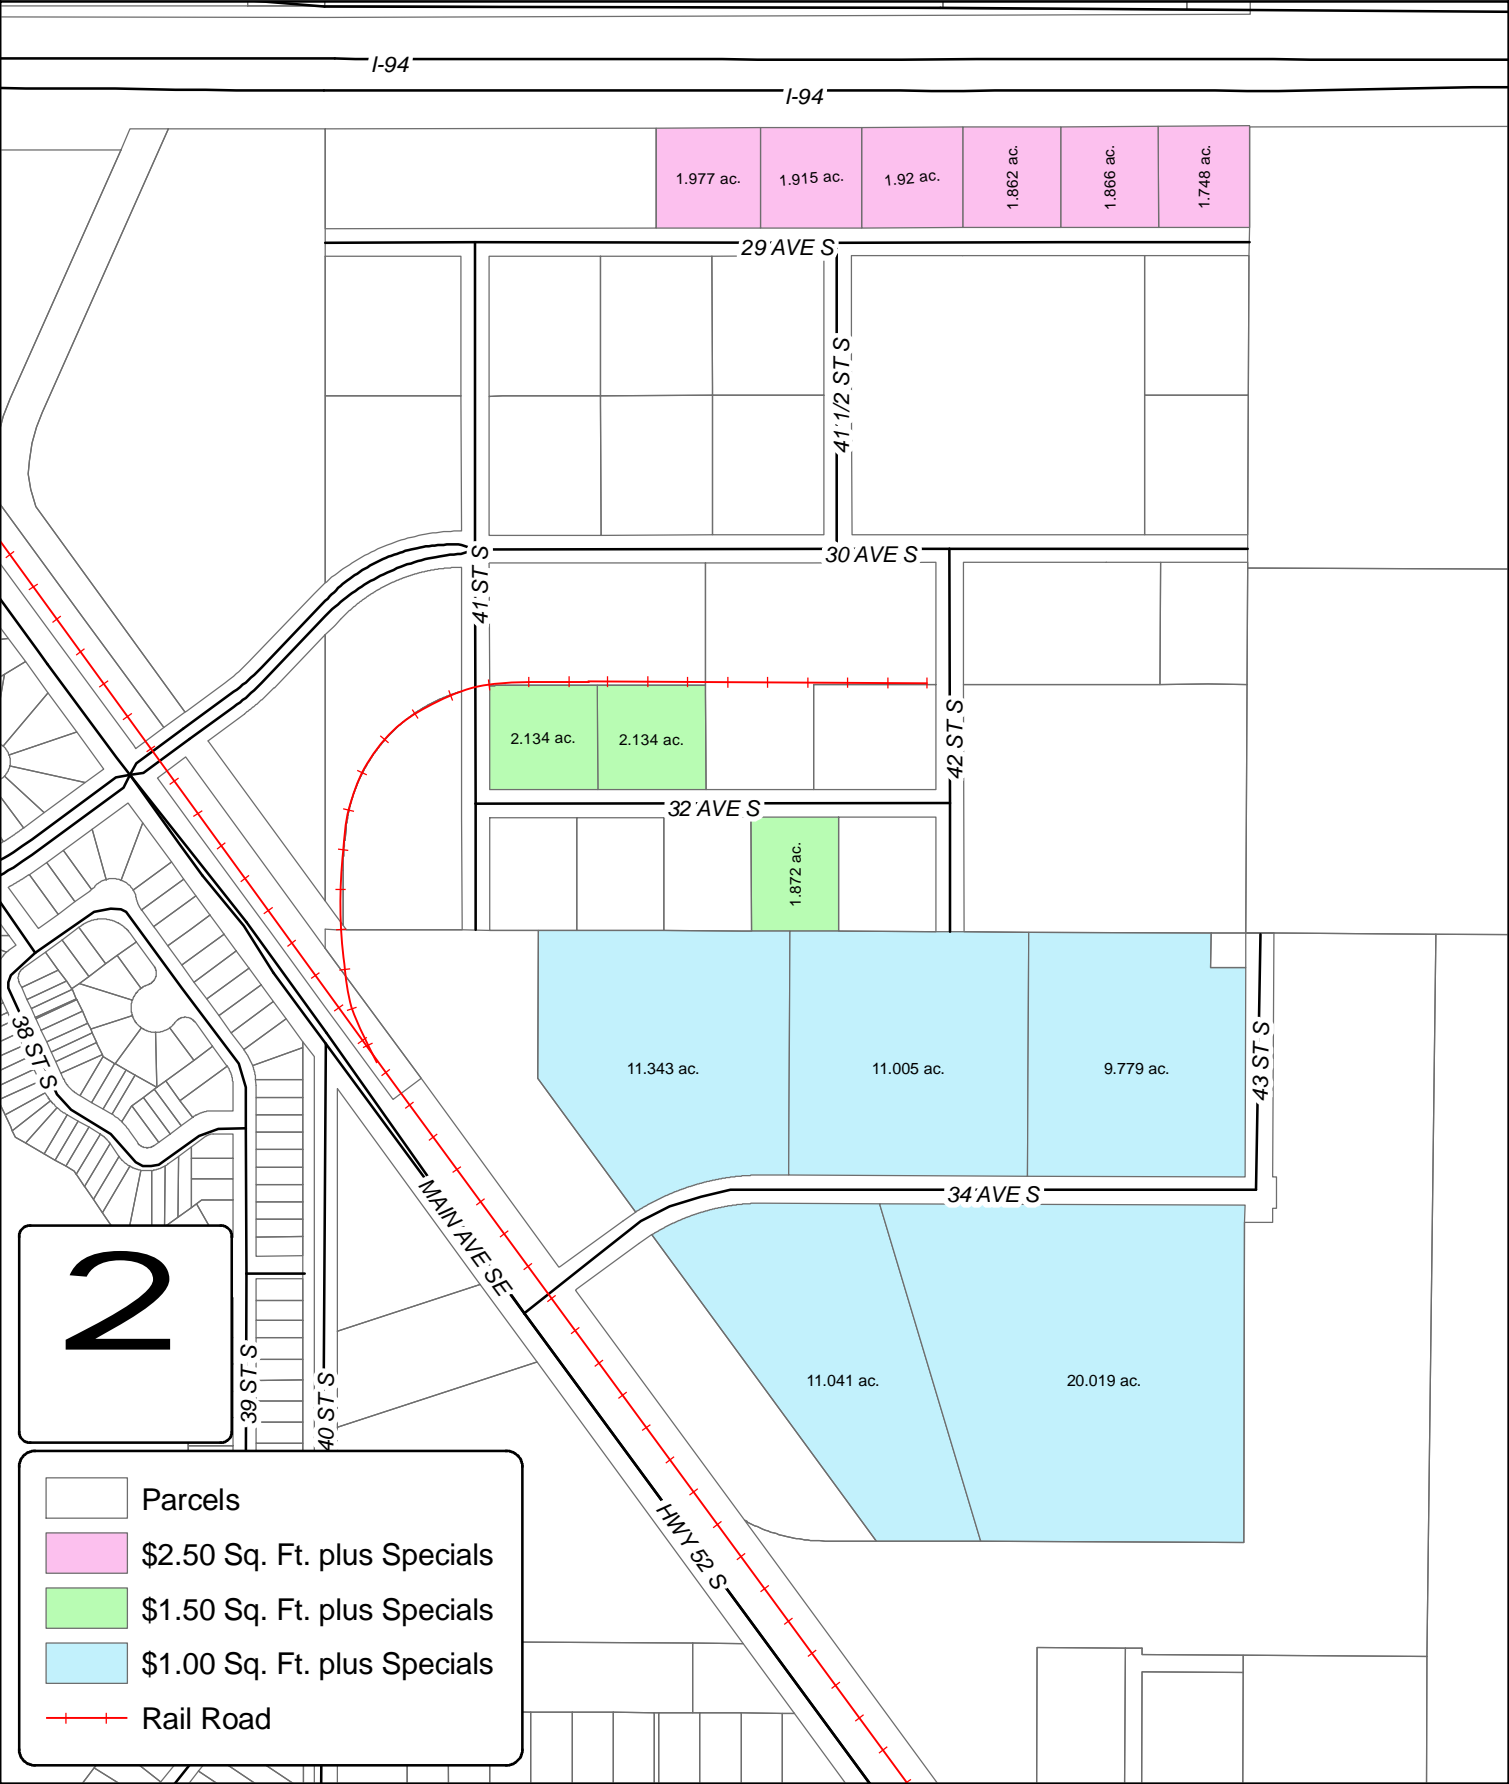 I-94
I-94
1.977 ac.
1.915 ac.
1.92 ac.
1.862 ac.
1.866 ac.
1.748 ac.
29 AVE S
41 1/2 ST S
30 AVE S
41 ST S
42 ST S
2.134 ac.
2.134 ac.
32 AVE S
1.872 ac.
38 ST S
11.343 ac.
11.005 ac.
9.779 ac.
43 ST S
34 AVE S
MAIN AVE SE
2
39 ST S
40 ST S
11.041 ac.
20.019 ac.
HWY 52 S
Parcels
$2.50 Sq. Ft. plus Specials
$1.50 Sq. Ft. plus Specials
$1.00 Sq. Ft. plus Specials
Rail Road